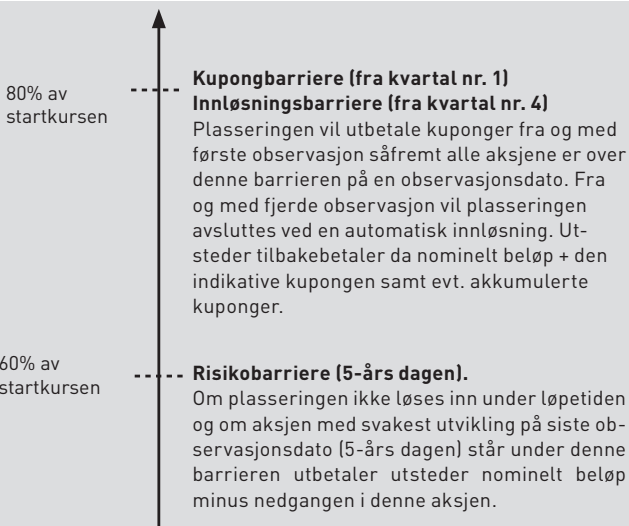 80% av
startkursen
Kupongbarriere (fra kvartal nr. 1)
Innløsningsbarriere (fra kvartal nr. 4)
Plasseringen vil utbetale kuponger fra og med
første observasjon såfremt alle aksjene er over
denne barrieren på en observasjonsdato. Fra
og med fjerde observasjon vil plasseringen
avsluttes ved en automatisk innløsning. Ut-
steder tilbakebetaler da nominelt beløp + den
indikative kupongen samt evt. akkumulerte
kuponger.
60% av
startkursen
Risikobarriere (5-års dagen).
Om plasseringen ikke løses inn under løpetiden
og om aksjen med svakest utvikling på siste ob-
servasjonsdato (5-års dagen) står under denne
barrieren utbetaler utsteder nominelt beløp
minus nedgangen i denne aksjen.